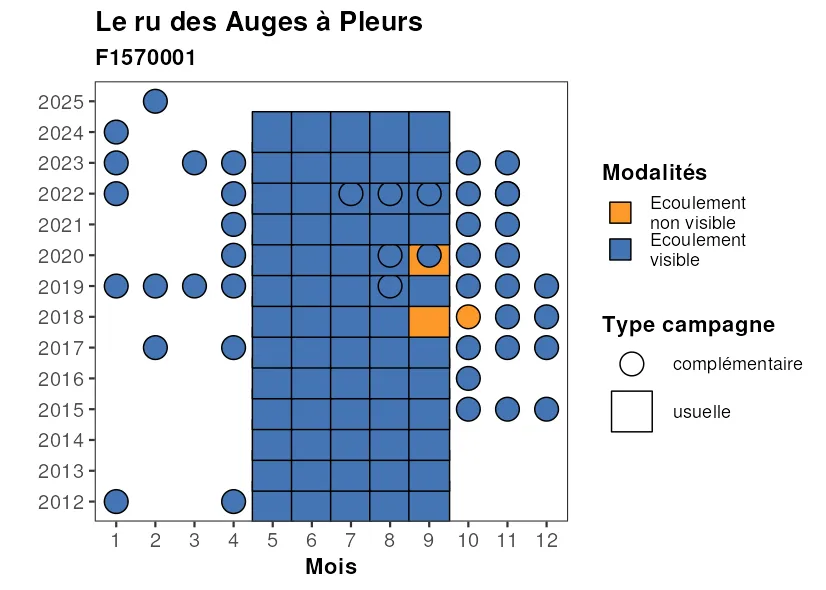 Le ru des Auges à Pleurs
F1570001
2025
2024
2023
2022
2021
2020
2019
2018
2017
2016
2015
2014
2013
2012
1 2 3 4 5 6 7 8 9 10 11 12
Mois
Modalités
Ecoulement
non visible
Ecoulement
visible
Type campagne
complémentaire
usuelle